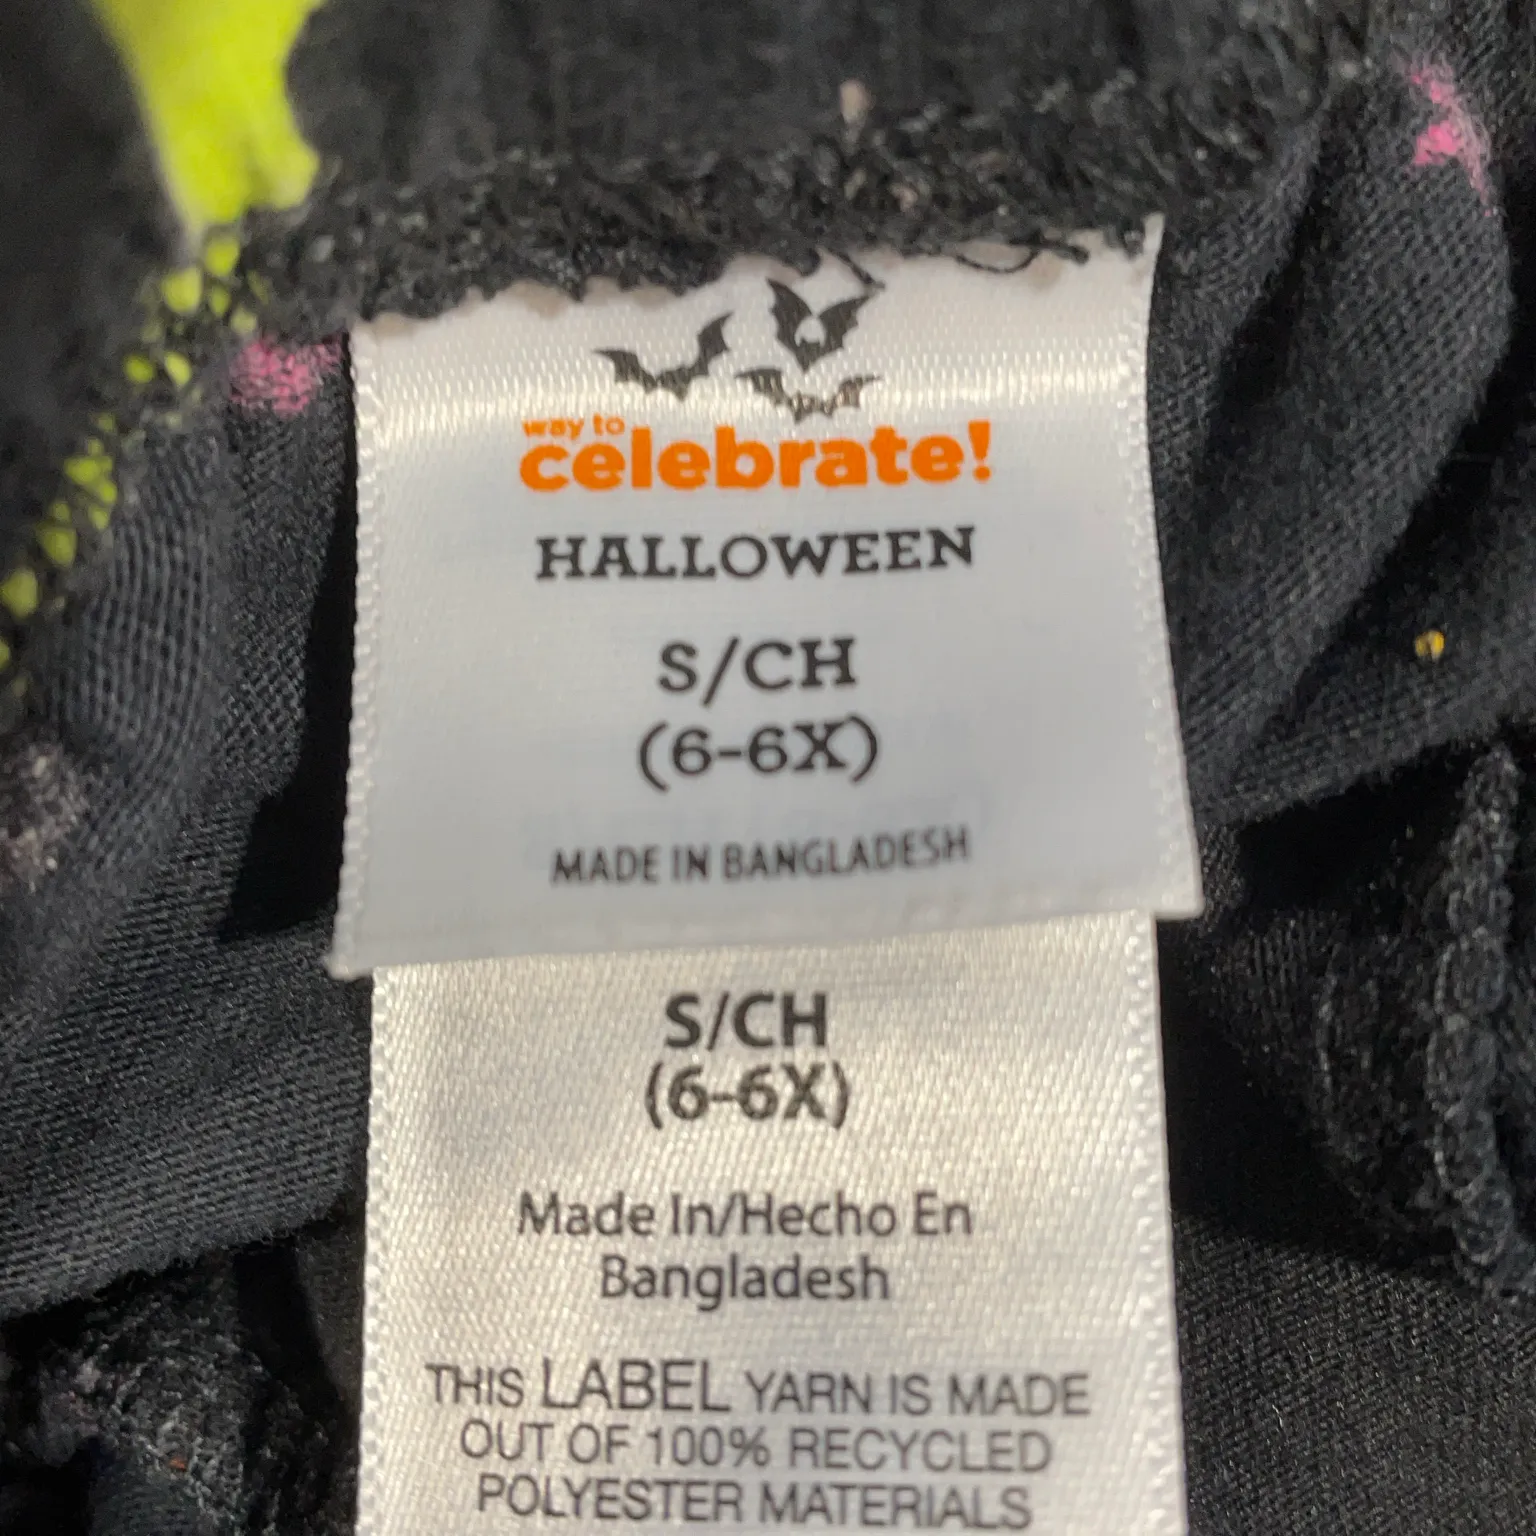 way to
celebrate!
HALLOWEEN
S/CH
(6-6X)
MADE IN BANGLADESH
S/CH
(6-6X)
Made In/Hecho En
Bangladesh
THIS LABEL YARN IS MADE
OUT OF 100% RECYCLED
POLYESTER MATERIALS